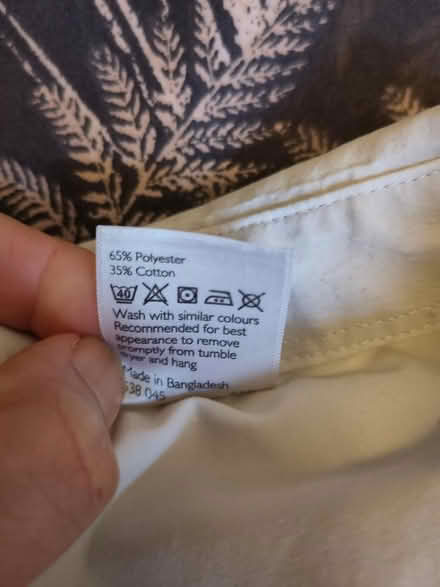 65% Polyester
35% Cotton
40
Wash with similar colours
Recommended for best
appearance to remove
promptly from tumble
and hang
Made in Bangladesh